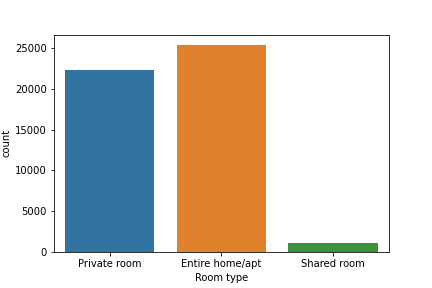 25000
20000
15000
10000
5000
0
count
Private room
Entire home/apt
Shared room
Room type